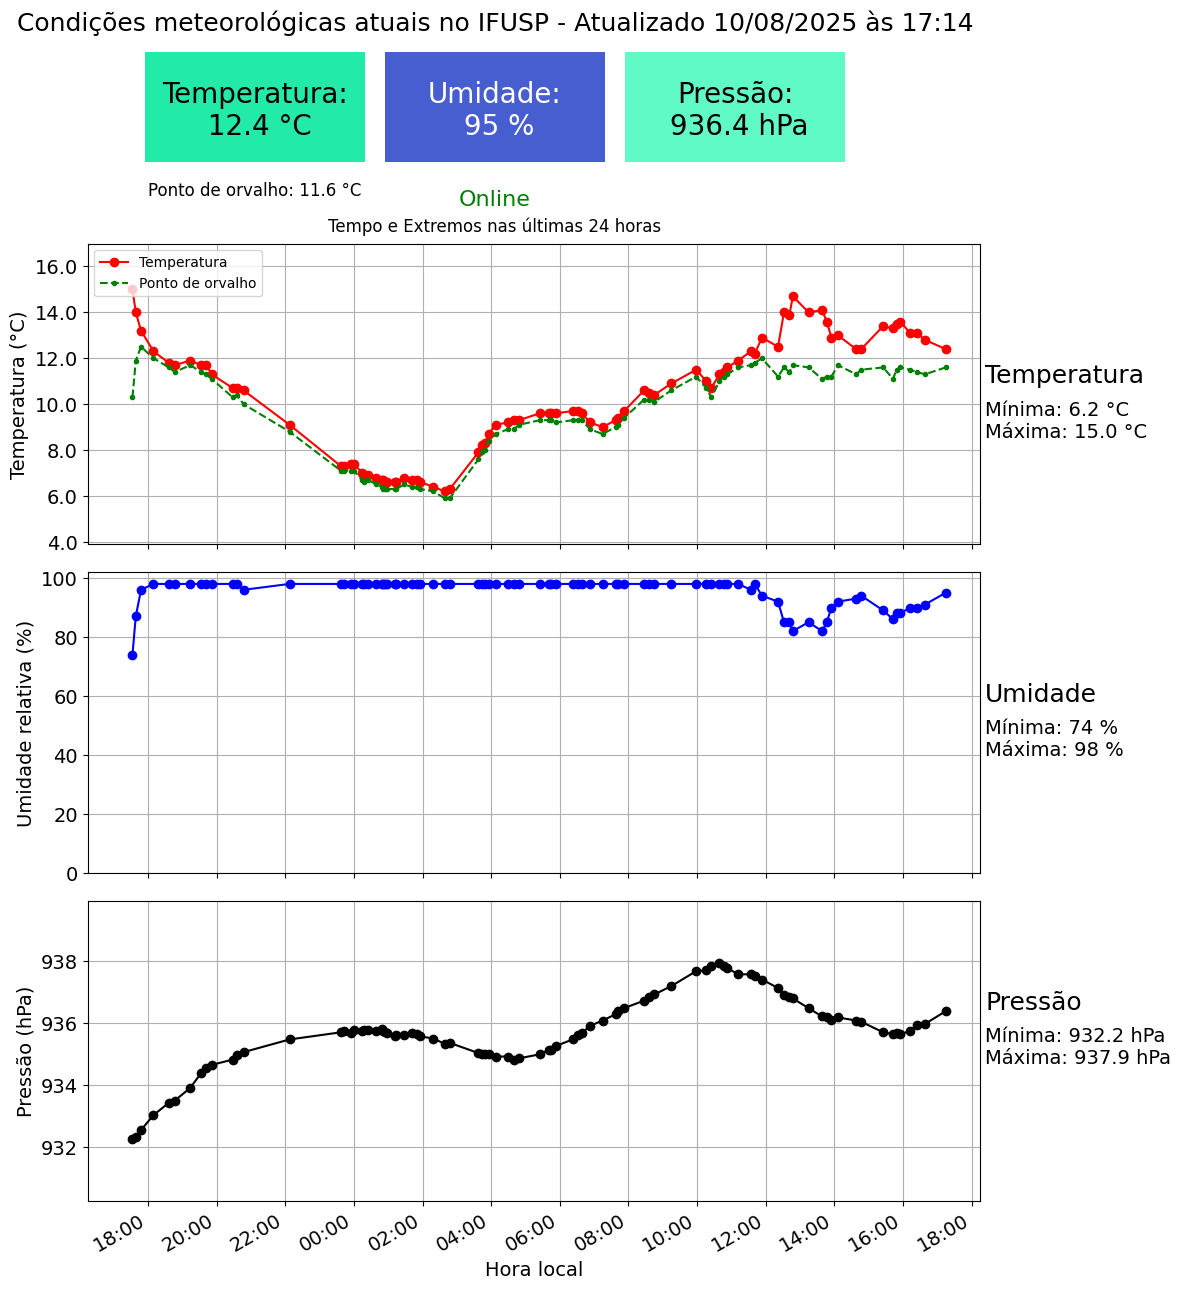 Condições meteorológicas atuais no IFUSP - Atualizado 10/08/2025 às 17:14
Temperatura:
12.4 °C
Umidade:
95 %
Pressão:
936.4 hPa
Ponto de orvalho: 11.6 °C
Online
Tempo e Extremos nas últimas 24 horas
Temperatura
Ponto de orvalho
Temperatura (°C)
16.0
14.0
12.0
10.0
8.0
6.0
4.0
Temperatura
Mínima: 6.2 °C
Máxima: 15.0 °C
Umidade relativa (%)
100
80
60
40
20
0
Umidade
Mínima: 74 %
Máxima: 98 %
Pressão (hPa)
938
936
934
932
Pressão
Mínima: 932.2 hPa
Máxima: 937.9 hPa
18:00 20:00 22:00 00:00 02:00 04:00 06:00 08:00 10:00 12:00 14:00 16:00 18:00
Hora local